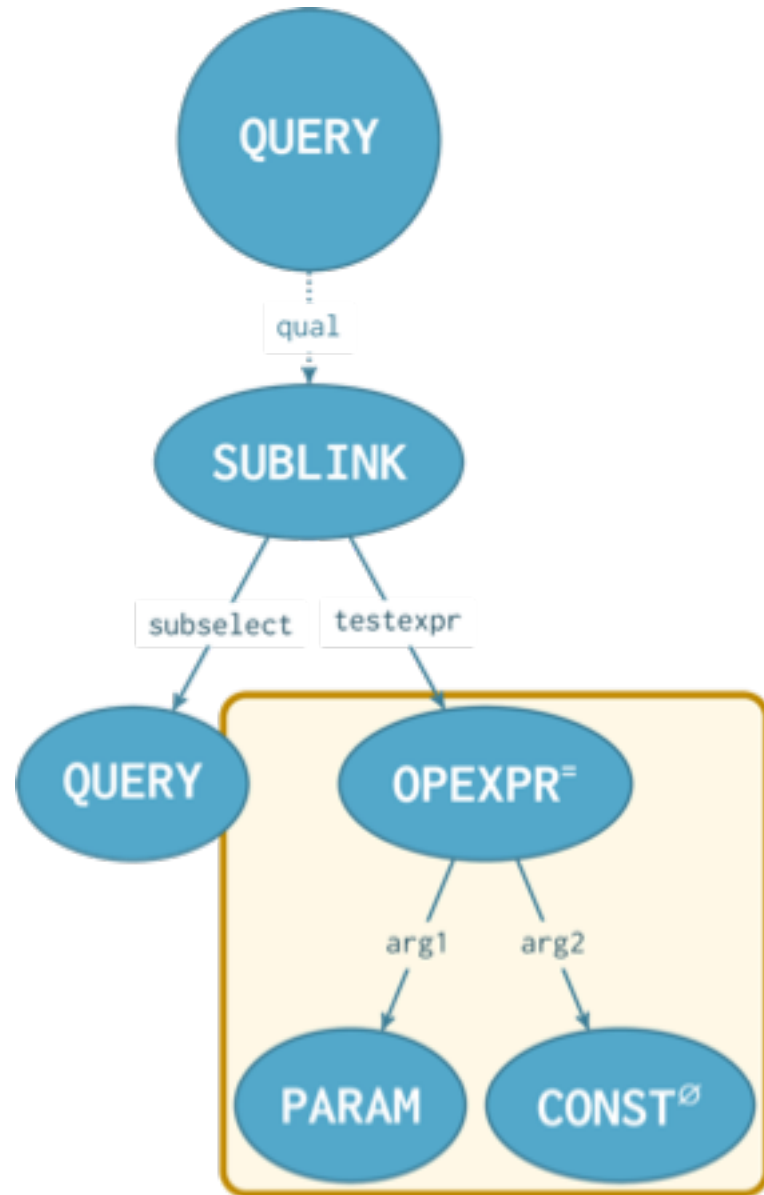 QUERY
qual
SUBLINK
subselect testexpr
QUERY OPEXPR⁼
arg1 arg2
PARAM CONST∅